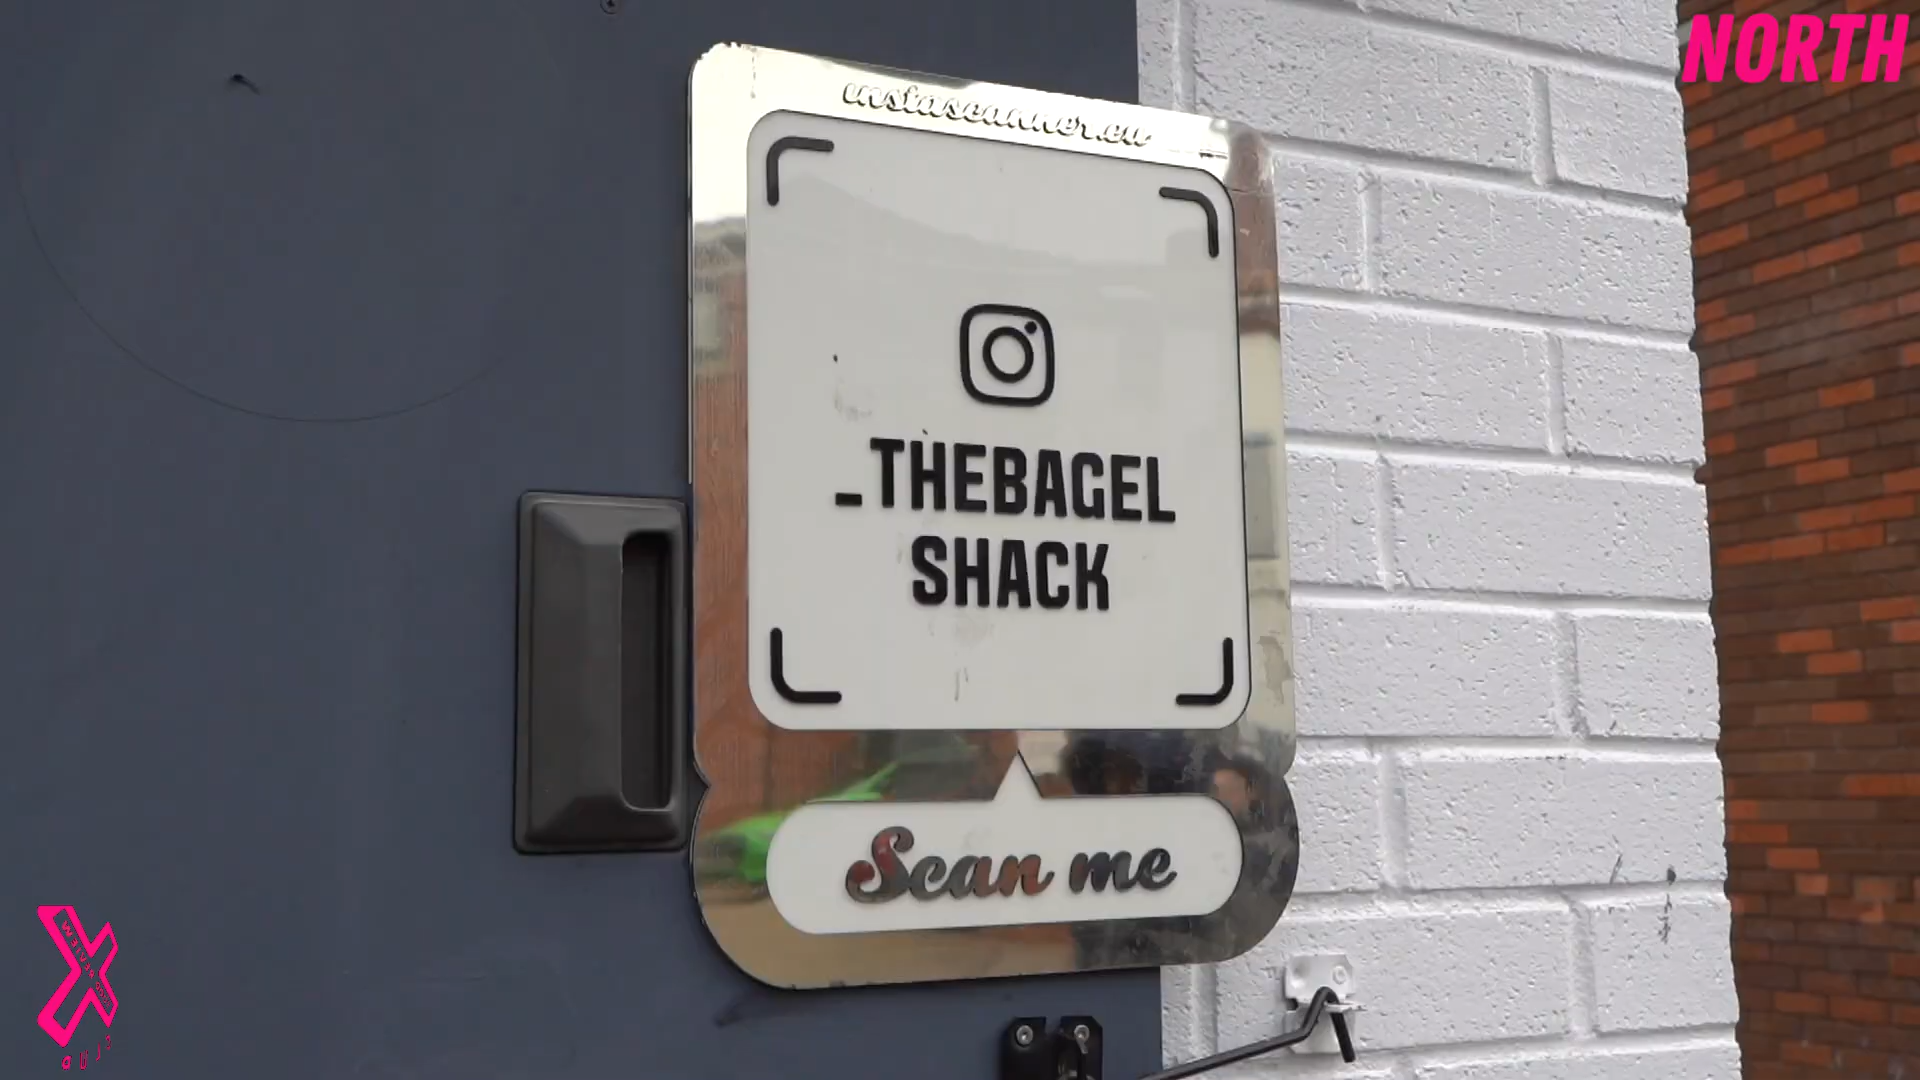 NORTH
instascanner.eu
_THEBAGEL
SHACK
Scan me